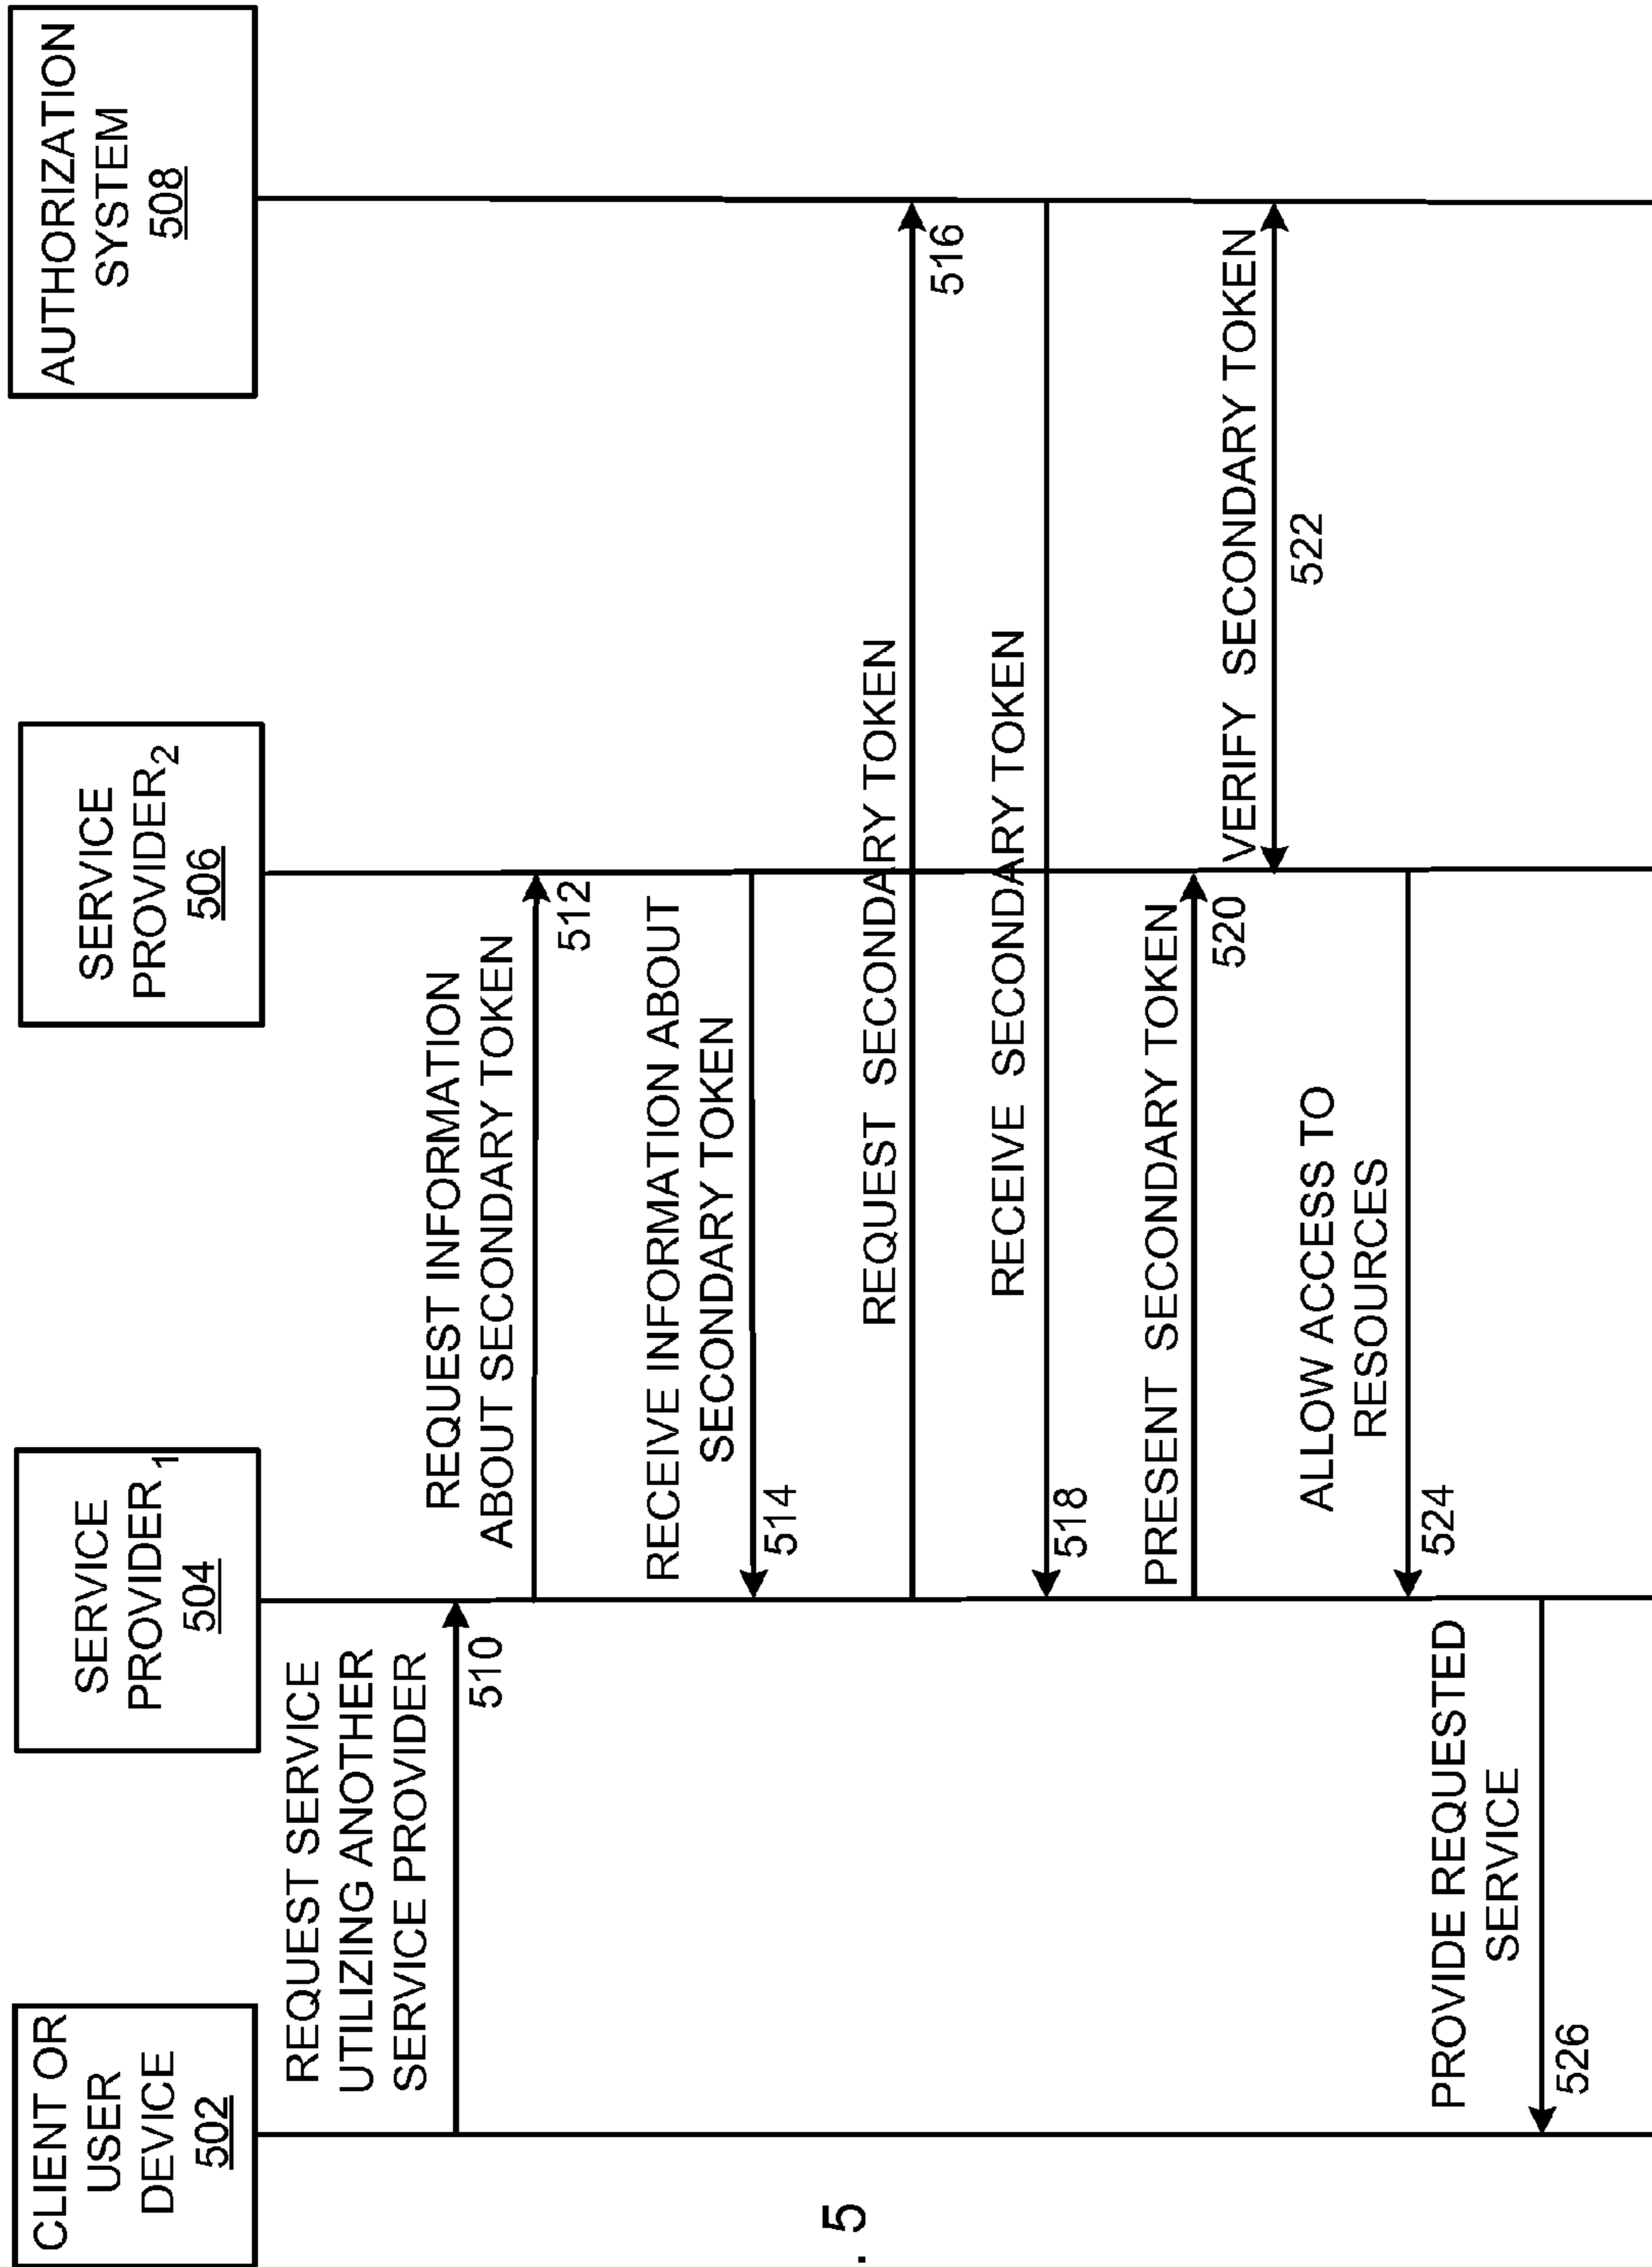 CLIENT OR
USER
DEVICE
502
SERVICE
PROVIDER1
504
SERVICE
PROVIDER2
506
AUTHORIZATION
SYSTEM
508
REQUEST SERVICE
UTILIZING ANOTHER
SERVICE PROVIDER
510
REQUEST INFORMATION
ABOUT SECONDARY TOKEN
512
RECEIVE INFORMATION ABOUT
SECONDARY TOKEN
514
REQUEST SECONDARY TOKEN
516
RECEIVE SECONDARY TOKEN
518
PRESENT SECONDARY TOKEN
520
VERIFY SECONDARY TOKEN
522
ALLOW ACCESS TO
RESOURCES
524
PROVIDE REQUESTED
SERVICE
526
. 5